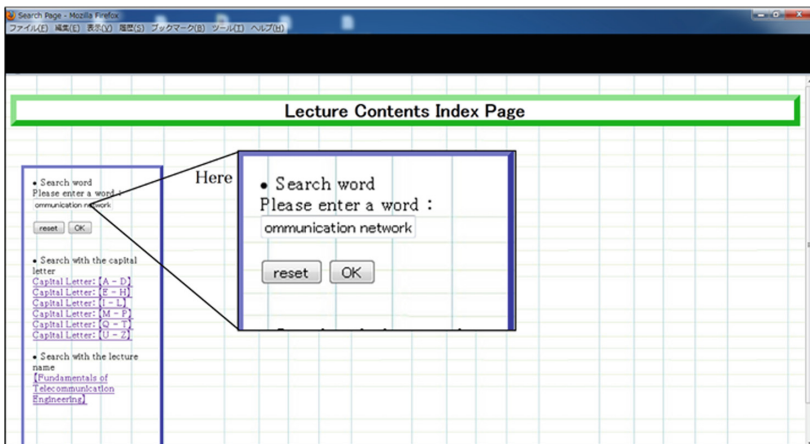 Search Page - Mozilla Firefox
ファイル(F) 編集(E) 表示(V) 履歴(S) ブックマーク(B) ツール(T) ヘルプ(H)
Lecture Contents Index Page
• Search word
Please enter a word :
ommunication network
reset OK
• Search with the capital
letter
Capital Letter:【A - D】
Capital Letter:【E - H】
Capital Letter:【I - L】
Capital Letter:【M - P】
Capital Letter:【Q - T】
Capital Letter:【U - Z】
• Search with the lecture
name
【Fundamentals of
Telecommunication
Engineering】
Here
• Search word
Please enter a word :
ommunication network
reset OK